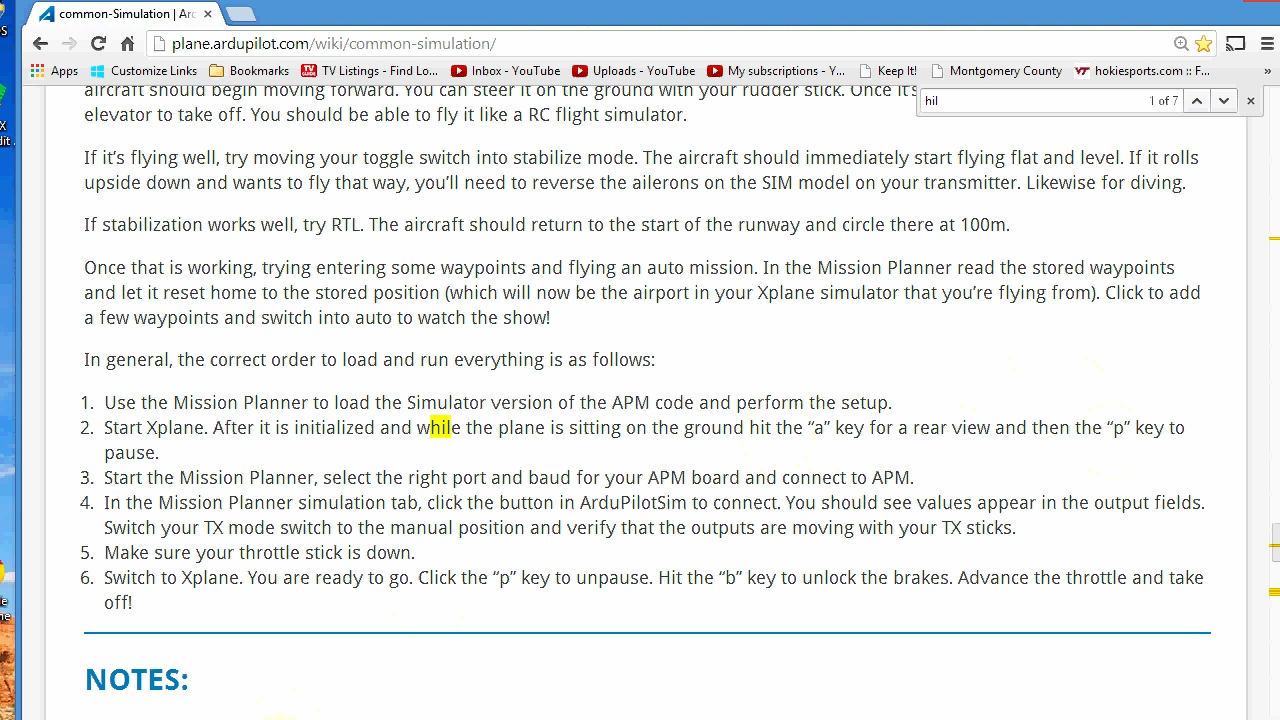 common-Simulation | Arc
plane.ardupilot.com/wiki/common-simulation/
Apps Customize Links Bookmarks TV Listings - Find Lo... Inbox - YouTube Uploads - YouTube My subscriptions - Y... Keep It! Montgomery County hokiesports.com :: F... »
hil 1 of 7
aircraft should begin moving forward. You can steer it on the ground with your rudder stick. Once it's
elevator to take off. You should be able to fly it like a RC flight simulator.
If it’s flying well, try moving your toggle switch into stabilize mode. The aircraft should immediately start flying flat and level. If it rolls
upside down and wants to fly that way, you’ll need to reverse the ailerons on the SIM model on your transmitter. Likewise for diving.
If stabilization works well, try RTL. The aircraft should return to the start of the runway and circle there at 100m.
Once that is working, trying entering some waypoints and flying an auto mission. In the Mission Planner read the stored waypoints
and let it reset home to the stored position (which will now be the airport in your Xplane simulator that you’re flying from). Click to add
a few waypoints and switch into auto to watch the show!
In general, the correct order to load and run everything is as follows:
1. Use the Mission Planner to load the Simulator version of the APM code and perform the setup.
2. Start Xplane. After it is initialized and while the plane is sitting on the ground hit the “a” key for a rear view and then the “p” key to
pause.
3. Start the Mission Planner, select the right port and baud for your APM board and connect to APM.
4. In the Mission Planner simulation tab, click the button in ArduPilotSim to connect. You should see values appear in the output fields.
Switch your TX mode switch to the manual position and verify that the outputs are moving with your TX sticks.
5. Make sure your throttle stick is down.
6. Switch to Xplane. You are ready to go. Click the “p” key to unpause. Hit the “b” key to unlock the brakes. Advance the throttle and take
off!
NOTES: